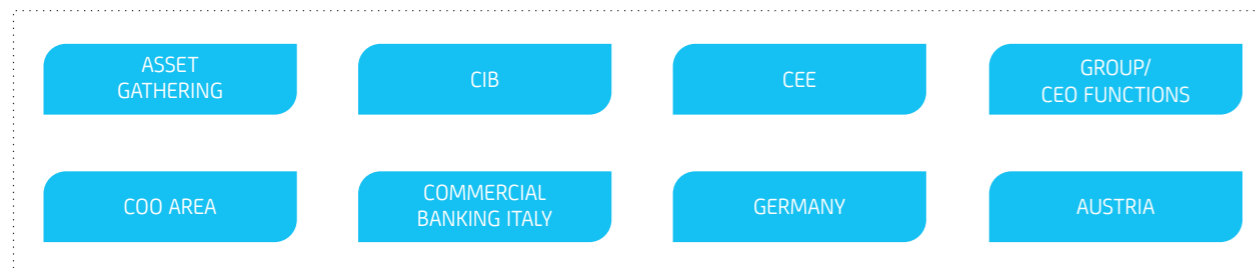 ASSET
GATHERING
CIB
CEE
GROUP/
CEO FUNCTIONS
COO AREA
COMMERCIAL
BANKING ITALY
GERMANY
AUSTRIA